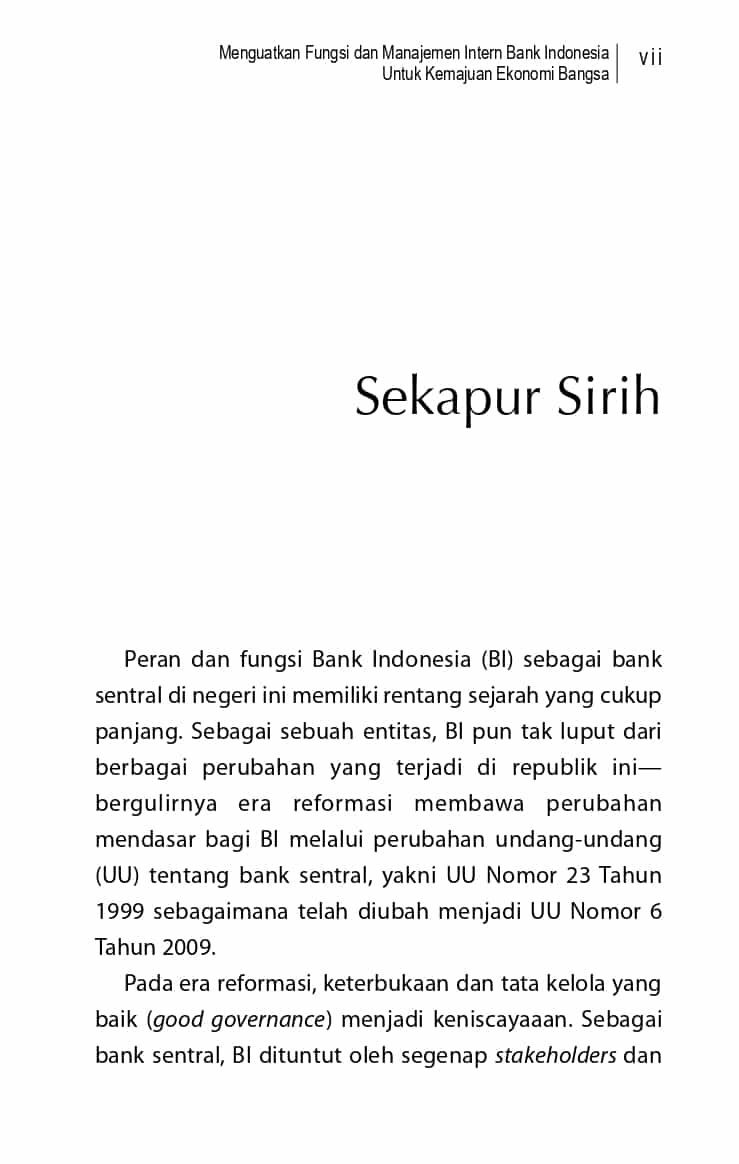 Menguatkan Fungsi dan Manajemen Intern Bank Indonesia
Untuk Kemajuan Ekonomi Bangsa
vii
Sekapur Sirih
Peran dan fungsi Bank Indonesia (BI) sebagai bank
sentral di negeri ini memiliki rentang sejarah yang cukup
panjang. Sebagai sebuah entitas, BI pun tak luput dari
berbagai perubahan yang terjadi di republik ini—
bergulirnya era reformasi membawa perubahan
mendasar bagi BI melalui perubahan undang-undang
(UU) tentang bank sentral, yakni UU Nomor 23 Tahun
1999 sebagaimana telah diubah menjadi UU Nomor 6
Tahun 2009.
Pada era reformasi, keterbukaan dan tata kelola yang
baik (good governance) menjadi keniscayaaan. Sebagai
bank sentral, BI dituntut oleh segenap stakeholders dan